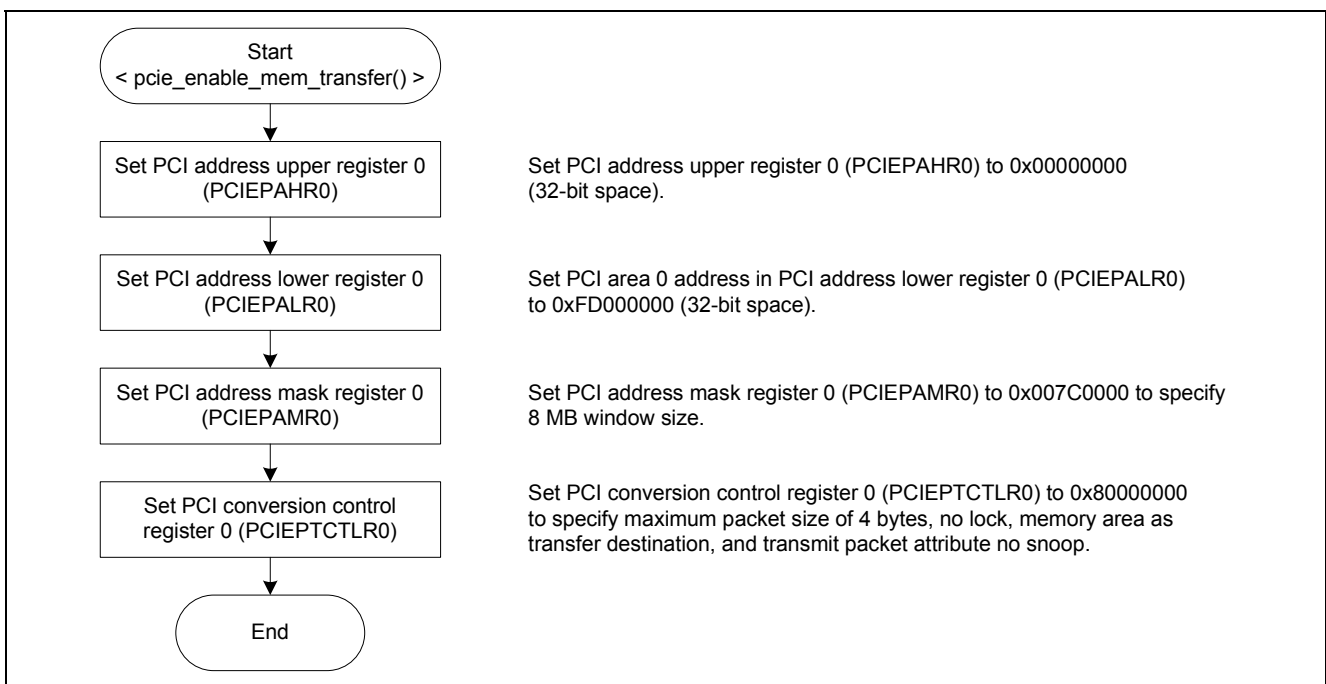 Start
< pcie_enable_mem_transfer() >
Set PCI address upper register 0
(PCIEPAHR0)
Set PCI address upper register 0 (PCIEPAHR0) to 0x00000000
(32-bit space).
Set PCI address lower register 0
(PCIEPALR0)
Set PCI area 0 address in PCI address lower register 0 (PCIEPALR0)
to 0xFD000000 (32-bit space).
Set PCI address mask register 0
(PCIEPAMR0)
Set PCI address mask register 0 (PCIEPAMR0) to 0x007C0000 to specify
8 MB window size.
Set PCI conversion control
register 0 (PCIEPTCTLR0)
Set PCI conversion control register 0 (PCIEPTCTLR0) to 0x80000000
to specify maximum packet size of 4 bytes, no lock, memory area as
transfer destination, and transmit packet attribute no snoop.
End